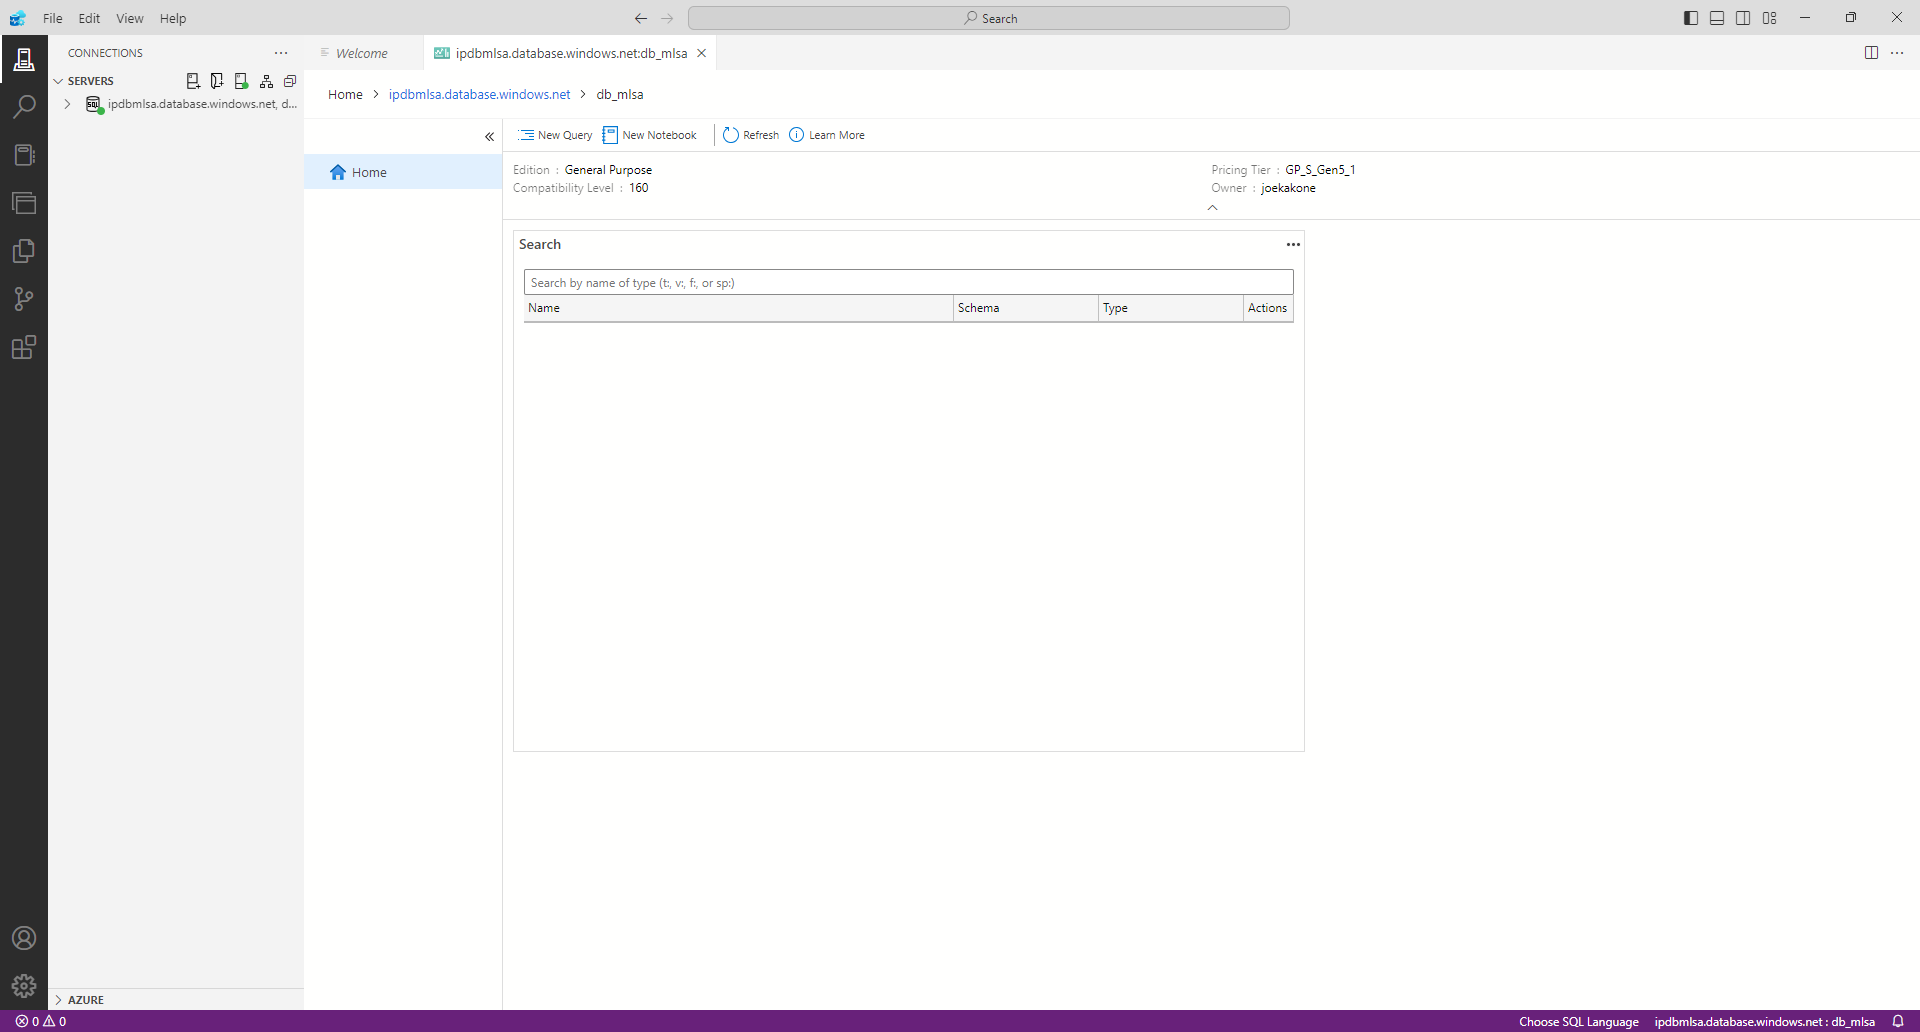 File Edit View Help
Search
CONNECTIONS
SERVERS
ipdbmlsa.database.windows.net, d...
Welcome
ipdbmlsa.database.windows.net:db_mlsa
Home > ipdbmlsa.database.windows.net > db_mlsa
New Query New Notebook Refresh Learn More
Home
Edition : General Purpose
Compatibility Level : 160
Pricing Tier : GP_S_Gen5_1
Owner : joekakone
Search
Search by name of type (t:, v:, f:, or sp:)
Name Schema Type Actions
AZURE
0 0
Choose SQL Language ipdbmlsa.database.windows.net : db_mlsa